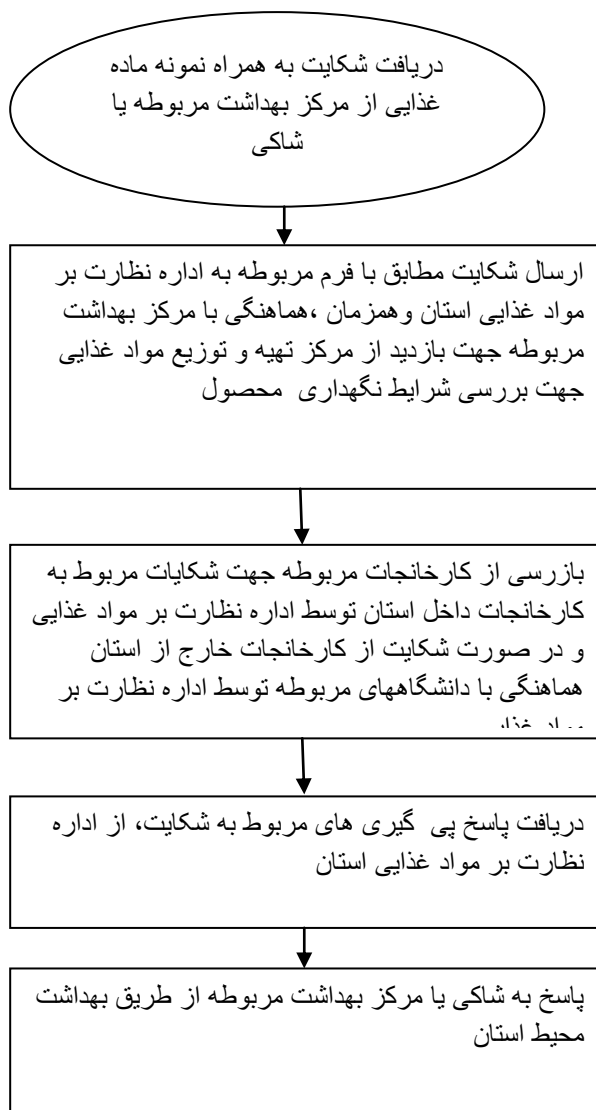 دریافت شکایت به همراه نمونه ماده
غذایی از مرکز بهداشت مربوطه یا
شاکی
ارسال شکایت مطابق با فرم مربوطه به اداره نظارت بر
مواد غذایی استان وهمزمان ،هماهنگی با مرکز بهداشت
مربوطه جهت بازدید از مرکز تهیه و توزیع مواد غذایی
جهت بررسی شرایط نگهداری محصول
بازرسی از کارخانجات مربوطه جهت شکایات مربوط به
کارخانجات داخل استان توسط اداره نظارت بر مواد غذایی
و در صورت شکایت از کارخانجات خارج از استان
هماهنگی با دانشگاههای مربوطه توسط اداره نظارت بر
دریافت پاسخ پی گیری های مربوط به شکایت، از اداره
نظارت بر مواد غذایی استان
پاسخ به شاکی یا مرکز بهداشت مربوطه از طریق بهداشت
محیط استان